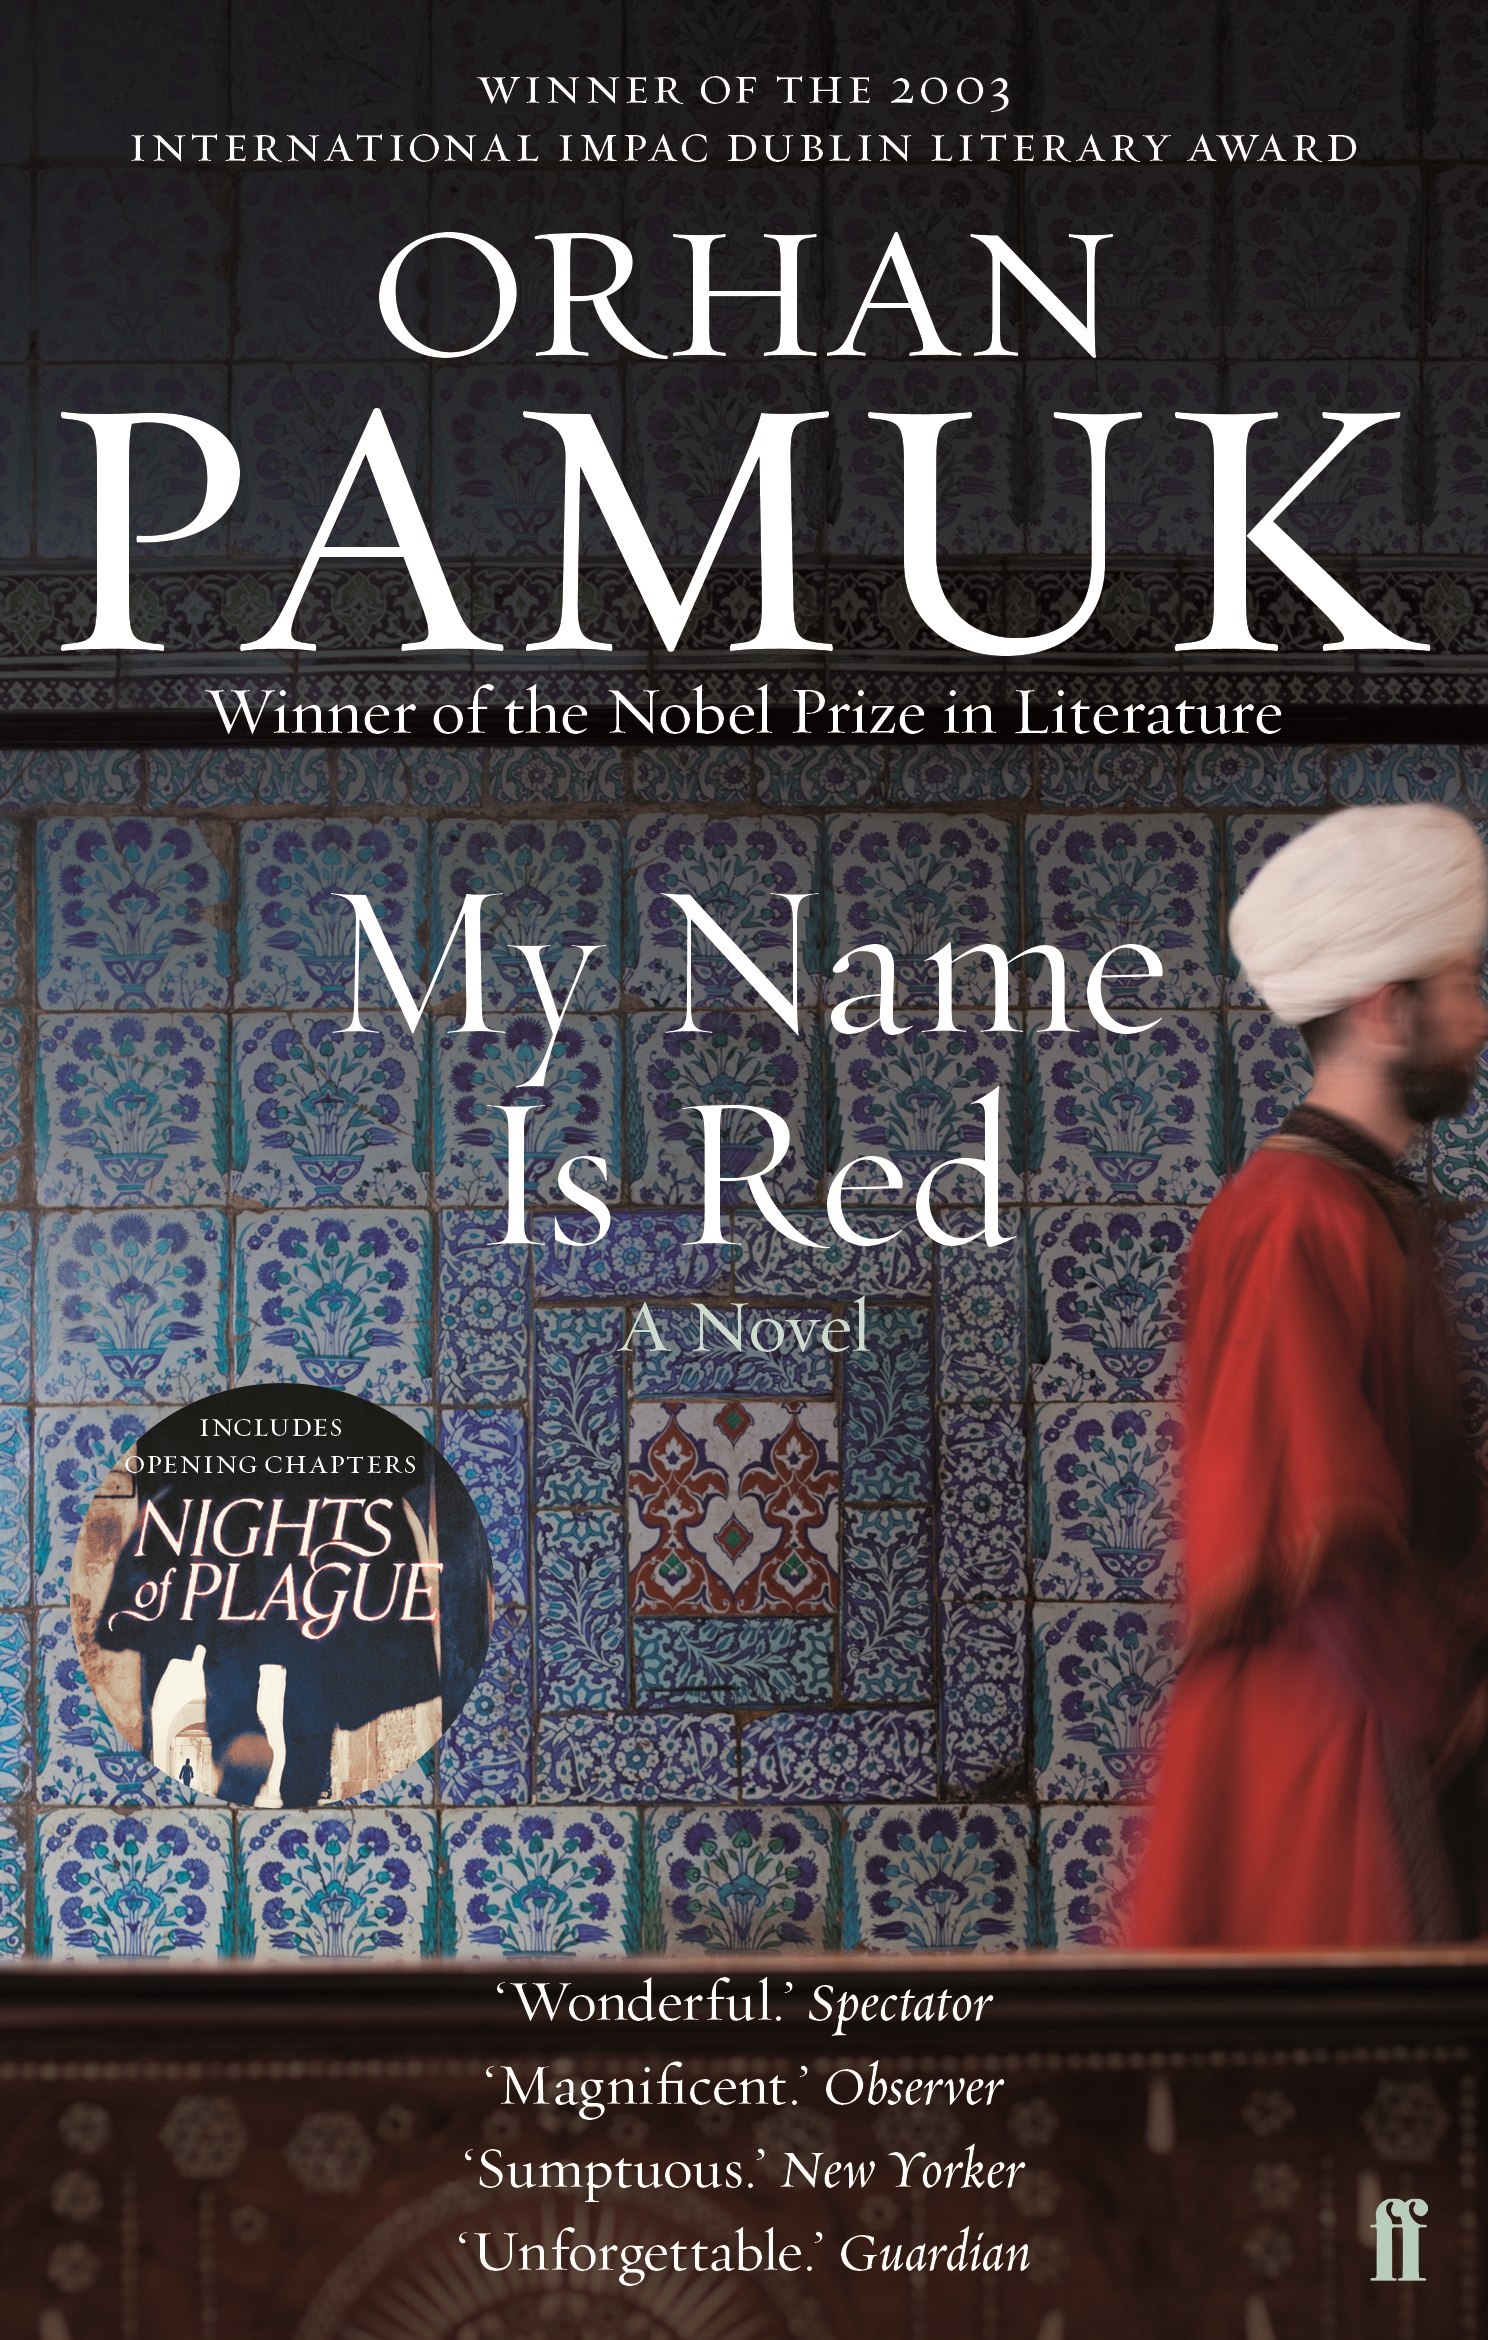 WINNER OF THE 2003
INTERNATIONAL IMPAC DUBLIN LITERARY AWARD
ORHAN
PAMUK
Winner of the Nobel Prize in Literature
My Name
Is Red
A Novel
INCLUDES
OPENING CHAPTERS
NIGHTS
of PLAGUE
‘Wonderful.’ Spectator
‘Magnificent.’ Observer
‘Sumptuous.’ New Yorker
‘Unforgettable.’ Guardian
ff